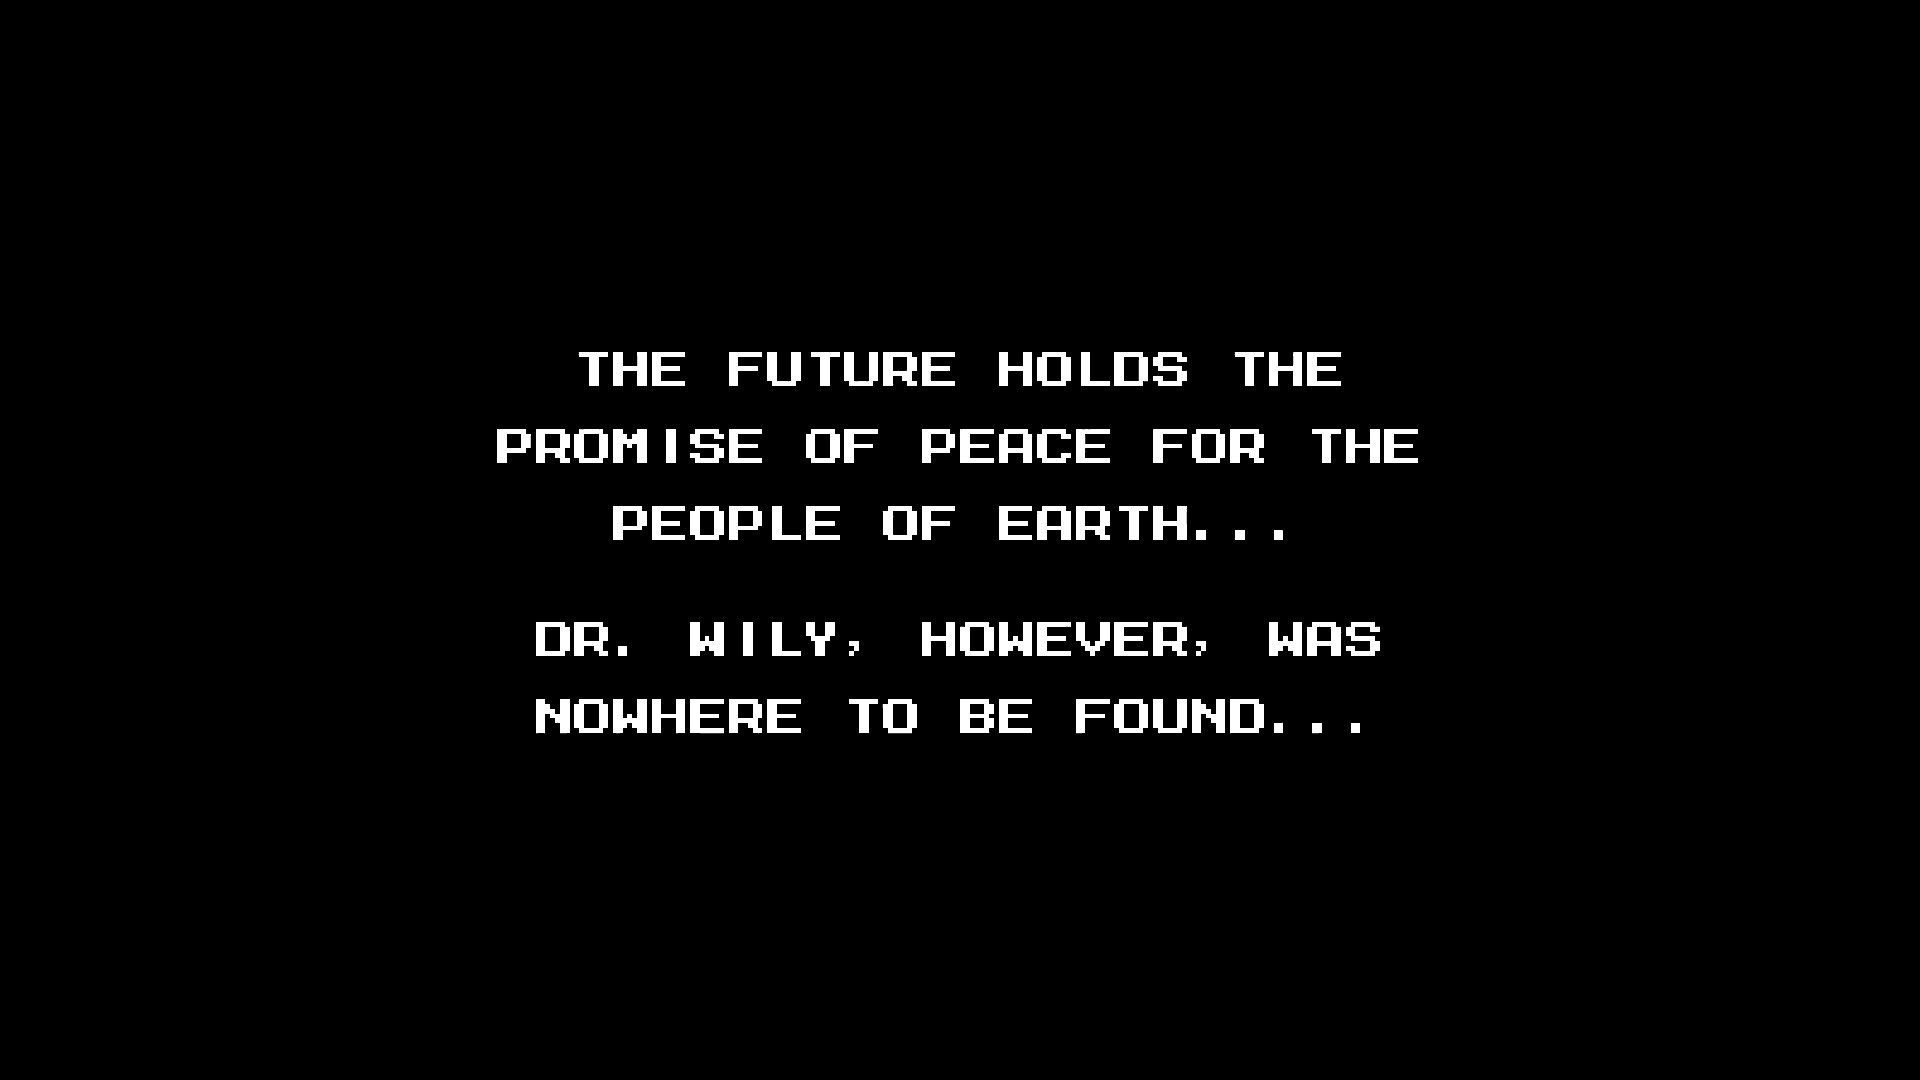 THE FUTURE HOLDS THE
PROMISE OF PEACE FOR THE
PEOPLE OF EARTH...
DR. WILY, HOWEVER, WAS
NOWHERE TO BE FOUND...